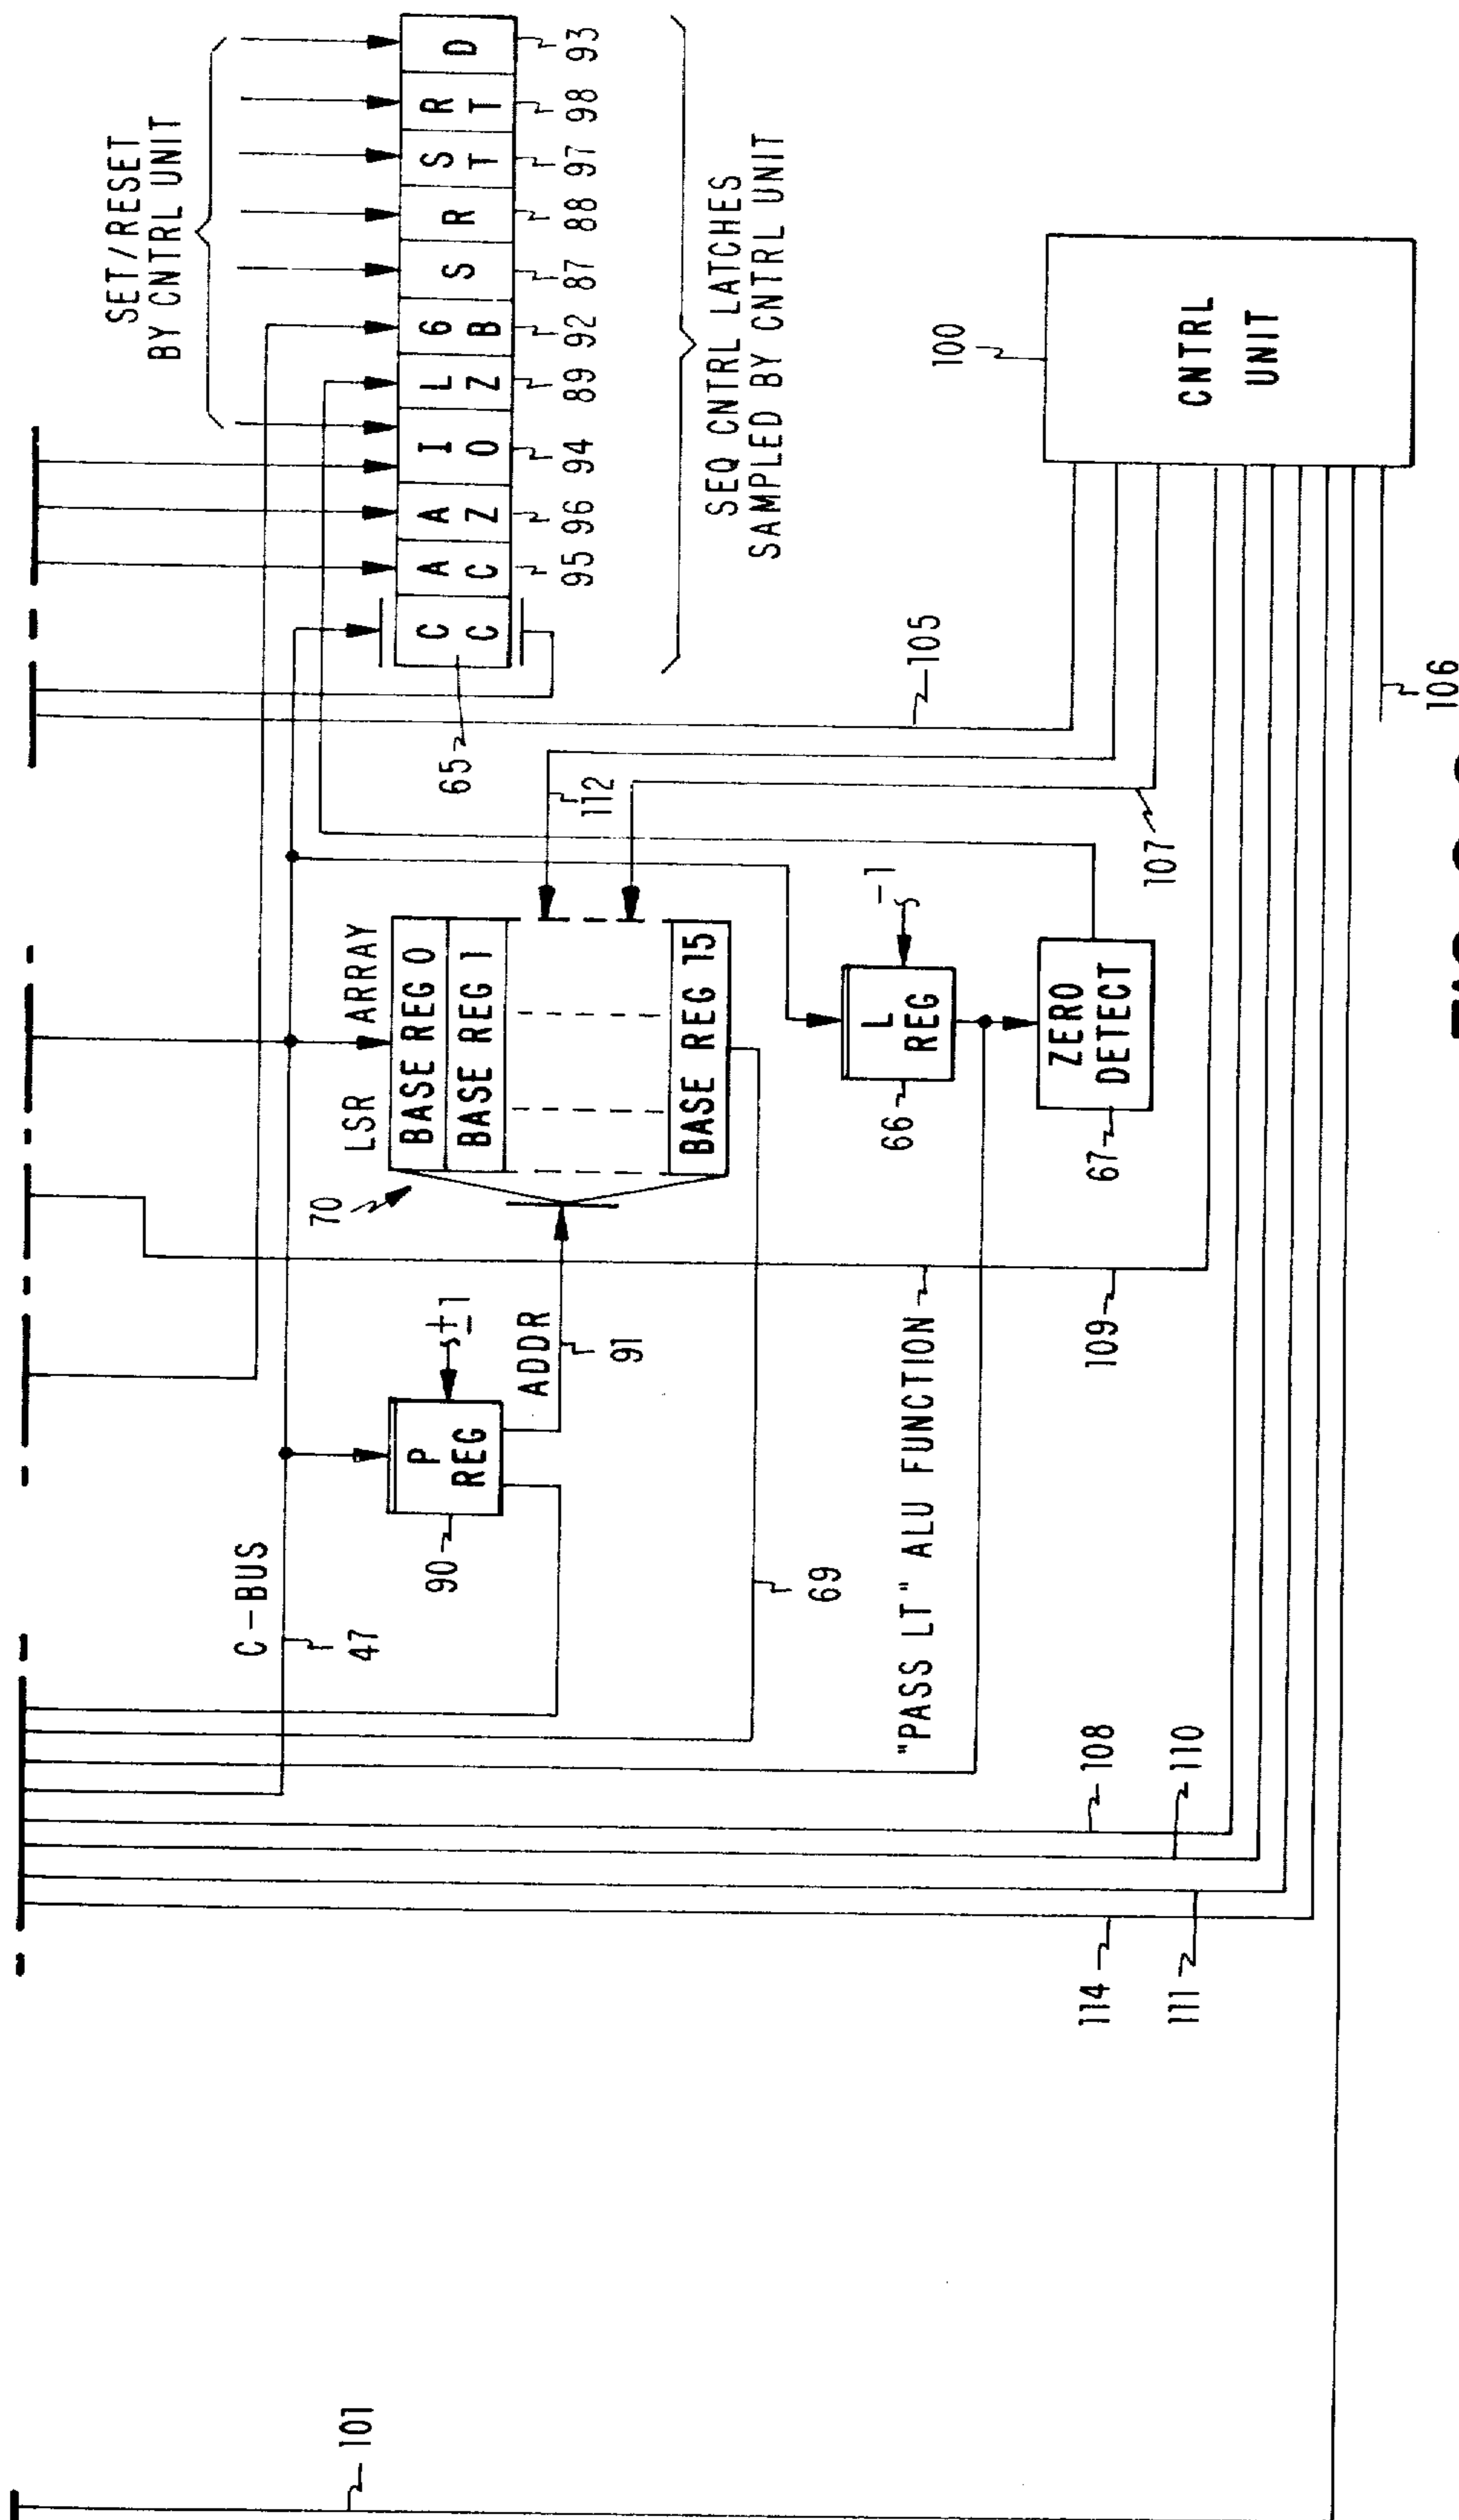 SET/RESET
BY CNTRL UNIT
C C
A C
A Z
I O
L Z
6 B
S
R
S T
R T
D
65
95
96
94
89
92
87
88
97
98
93
SEQ CNTRL LATCHES
SAMPLED BY CNTRL UNIT
C-BUS
47
P
REG
90
±1
ADDR
91
70
LSR ARRAY
BASE REG 0
BASE REG 1
BASE REG 15
69
112
105
107
L
REG
66
-1
ZERO
DETECT
67
"PASS LT" ALU FUNCTION
109
100
CNTRL
UNIT
108
110
111
114
106
101